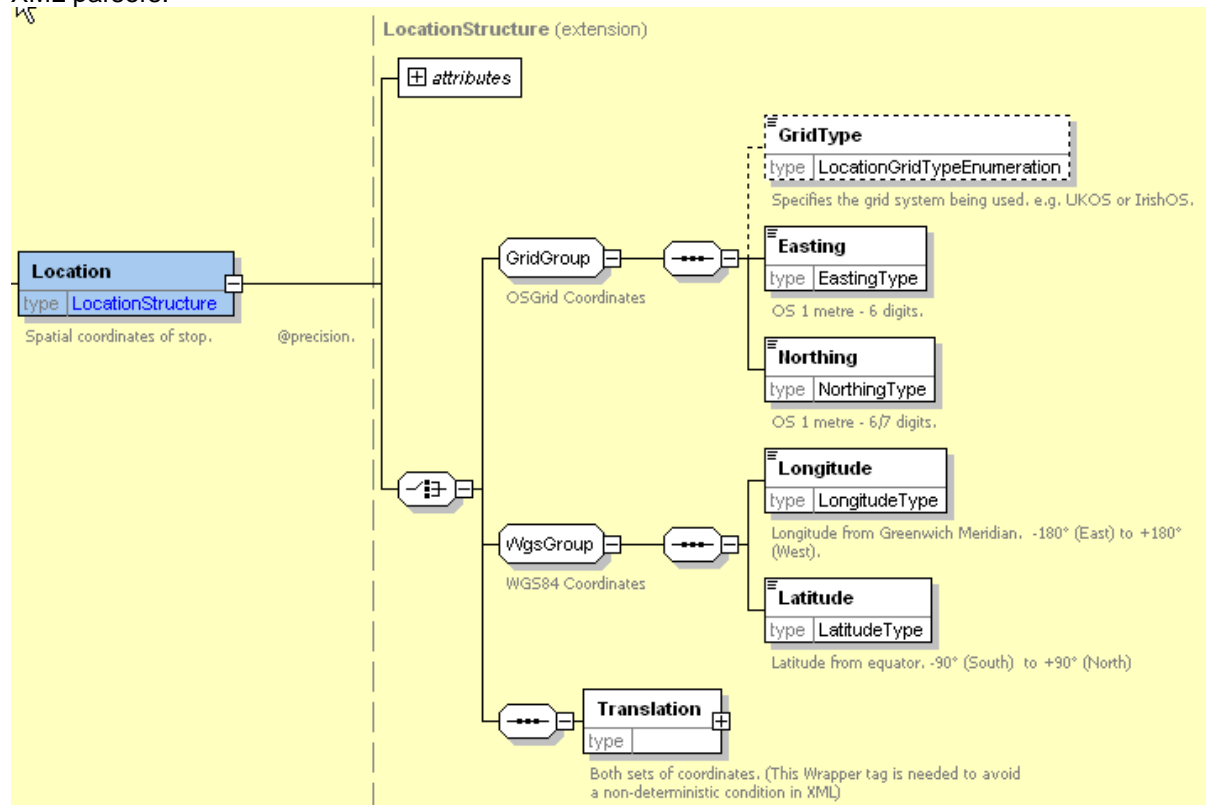 XML parsers.
LocationStructure (extension)
attributes
GridType
type LocationGridTypeEnumeration
Specifies the grid system being used. e.g. UKOS or IrishOS.
Easting
type EastingType
OS 1 metre - 6 digits.
GridGroup
OSGrid Coordinates
Northing
type NorthingType
OS 1 metre - 6/7 digits.
Location
type LocationStructure
Spatial coordinates of stop. @precision.
Longitude
type LongitudeType
Longitude from Greenwich Meridian. -180° (East) to +180°
(West).
WgsGroup
WGS84 Coordinates
Latitude
type LatitudeType
Latitude from equator. -90° (South) to +90° (North)
Translation
type
Both sets of coordinates. (This Wrapper tag is needed to avoid
a non-deterministic condition in XML)